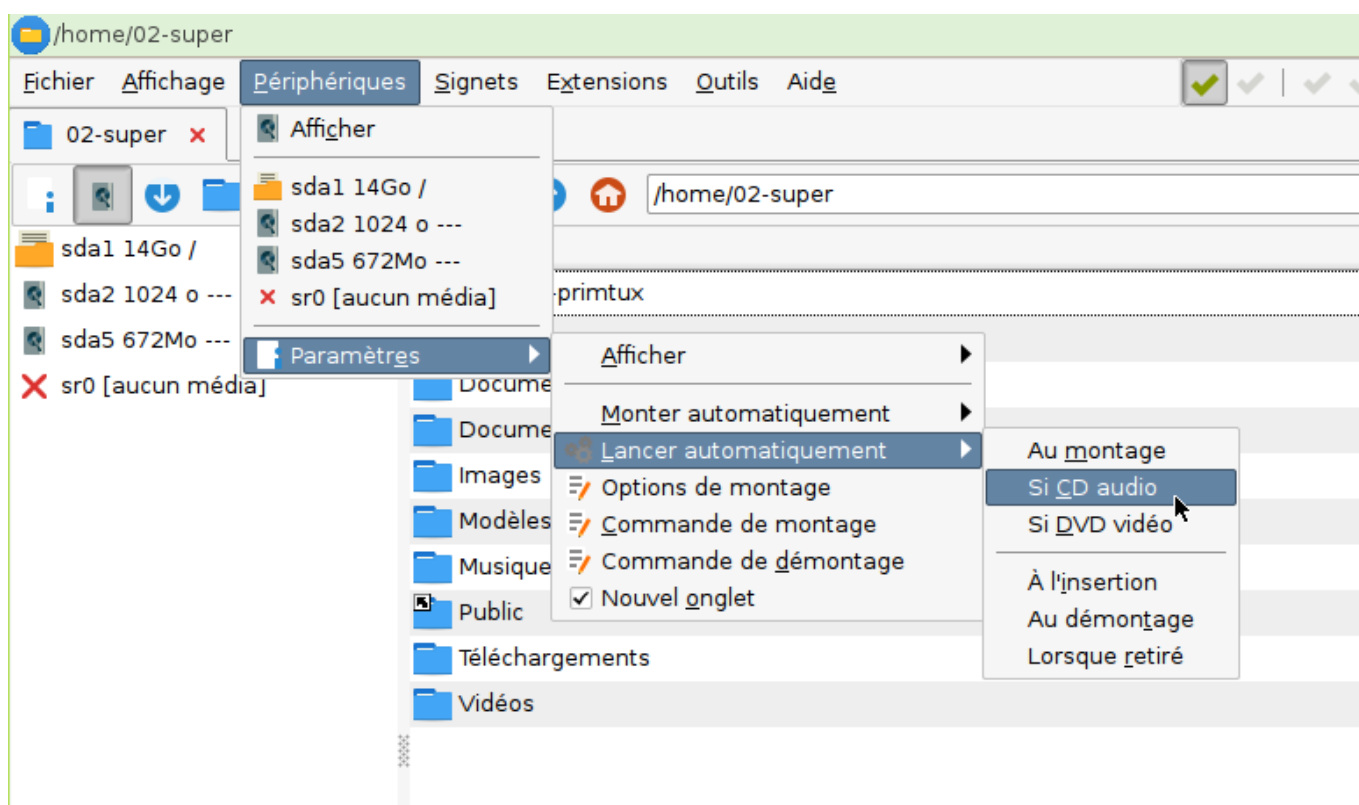 /home/02-super
Fichier Affichage Périphériques Signets Extensions Outils Aide
02-super
/home/02-super
sda1 14Go /
sda2 1024 o ---
sda5 672Mo ---
sr0 [aucun média]
Afficher
sda1 14Go /
sda2 1024 o ---
sda5 672Mo ---
sr0 [aucun média]
Paramètres
Afficher
Monter automatiquement
Lancer automatiquement
Options de montage
Commande de montage
Commande de démontage
Nouvel onglet
Au montage
Si CD audio
Si DVD vidéo
À l'insertion
Au démontage
Lorsque retiré
-primtux
Docume
Docume
Images
Modèles
Musique
Public
Téléchargements
Vidéos